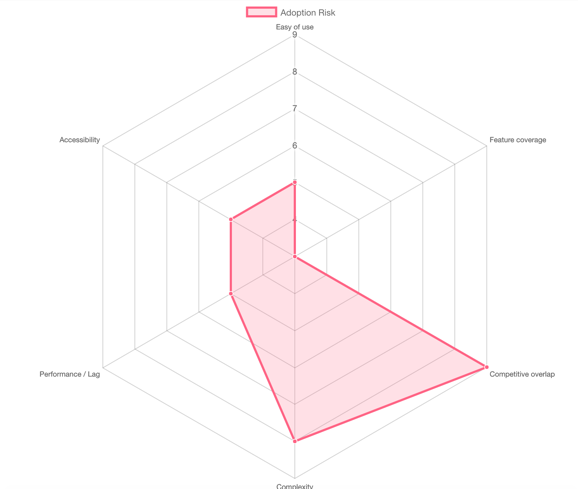 Adoption Risk
Easy of use
9
8
7
6
Accessibility
Feature coverage
Performance / Lag
Competitive overlap
Complexity